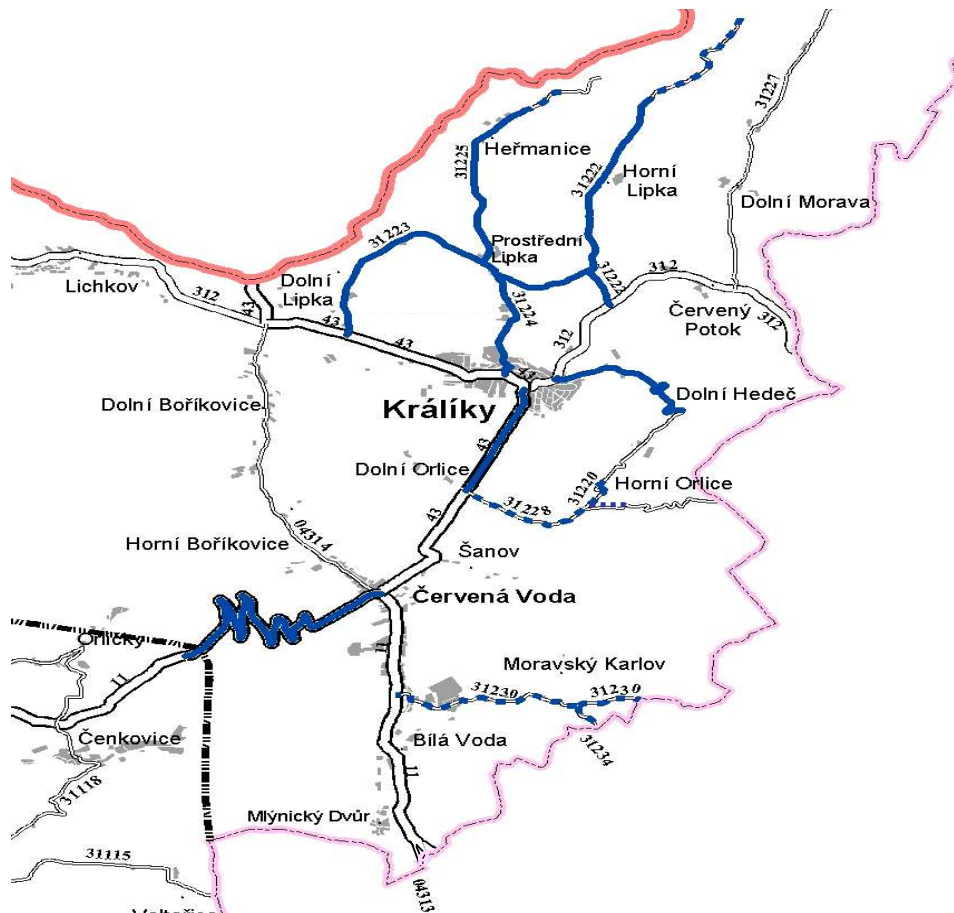 31227
Heřmanice
31225
31222
Horní
Lipka
Dolní Morava
31223
Prostřední
Lipka
Lichkov
312
43
Dolní
Lipka
43
31224
31222
312
Červený
Potok
312
43
312
43
Králíky
Dolní Hedeč
Dolní Boříkovice
43
Dolní Orlice
31220
Horní Orlice
43
31228
04314
Horní Boříkovice
Šanov
Červená Voda
Orličky
11
Moravský Karlov
31230
31230
11
Čenkovice
Bílá Voda
31234
31118
11
Mlýnický Dvůr
31115
04313